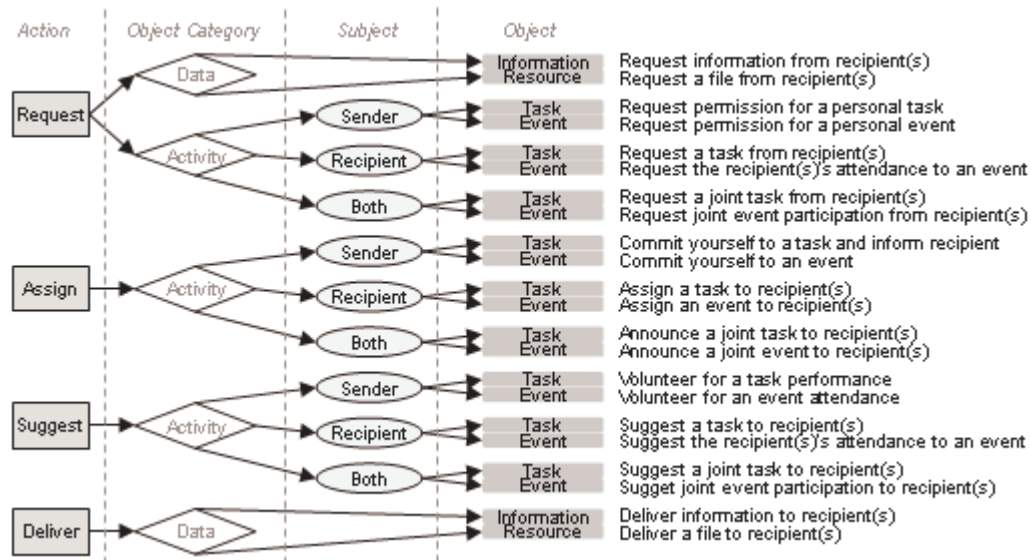 Action Object Category Subject Object
Data
Information Request information from recipient(s)
Resource Request a file from recipient(s)
Request
Sender
Task Request permission for a personal task
Event Request permission for a personal event
Activity
Recipient
Task Request a task from recipient(s)
Event Request the recipient(s)'s attendance to an event
Both
Task Request a joint task from recipient(s)
Event Request joint event participation from recipient(s)
Sender
Task Commit yourself to a task and inform recipient
Event Commit yourself to an event
Assign
Activity
Recipient
Task Assign a task to recipient(s)
Event Assign an event to recipient(s)
Both
Task Announce a joint task to recipient(s)
Event Announce a joint event to recipient(s)
Sender
Task Volunteer for a task performance
Event Volunteer for an event attendance
Suggest
Activity
Recipient
Task Suggest a task to recipient(s)
Event Suggest the recipient(s)'s attendance to an event
Both
Task Suggest a joint task to recipient(s)
Event Sugget joint event participation to recipient(s)
Deliver
Data
Information Deliver information to recipient(s)
Resource Deliver a file to recipient(s)